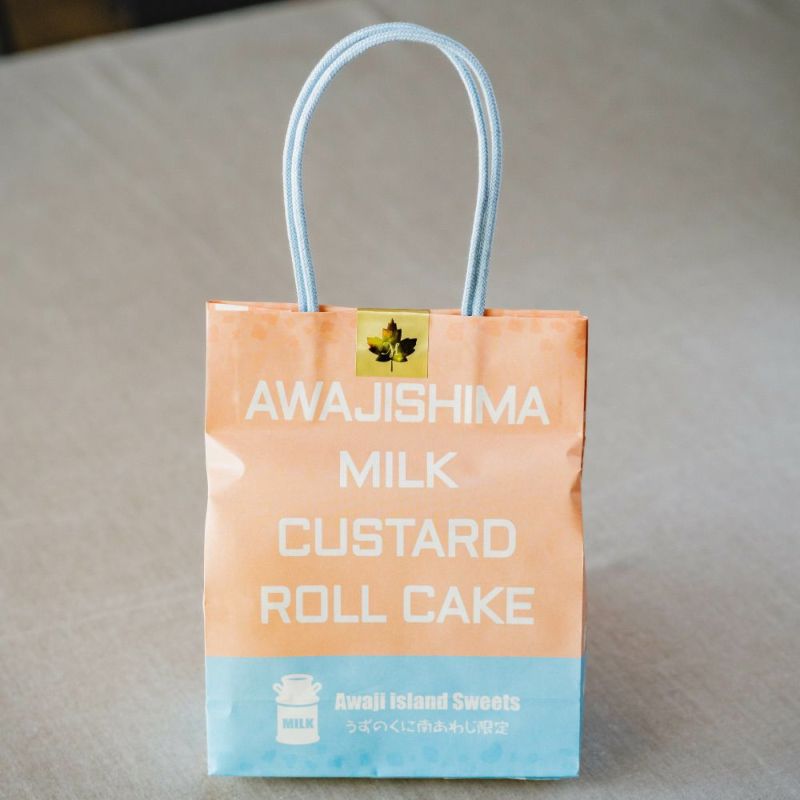 AWAJISHIMA
MILK
CUSTARD
ROLL CAKE
MILK
Awaji island Sweets
うずのくに南あわじ限定